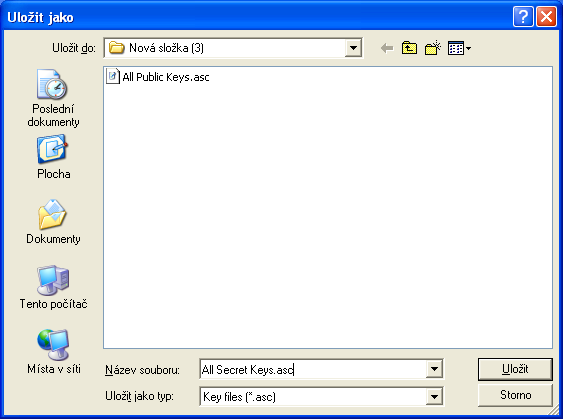 Uložit jako
Uložit do: Nová složka (3)
All Public Keys.asc
Poslední
dokumenty
Plocha
Dokumenty
Tento počítač
Místa v síti
Název souboru: All Secret Keys.asc Uložit
Uložit jako typ: Key files (*.asc) Storno